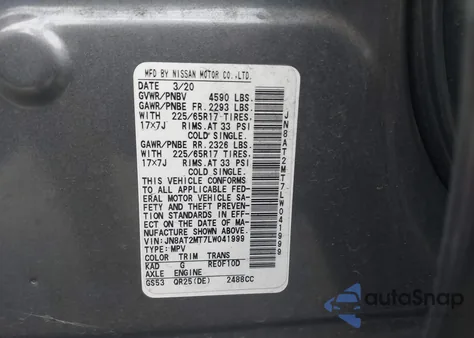 MFD BY NISSAN MOTOR CO.,LTD.
DATE 3/20
GVWR/PNBV 4590 LBS.
GAWR/PNBE FR. 2293 LBS.
WITH 225/65R17 TIRES,
17x7J RIMS. AT 33 PSI
COLD SINGLE.
GAWR/PNBE RR. 2326 LBS.
WITH 225/65R17 TIRES,
17x7J RIMS. AT 33 PSI
COLD SINGLE.
THIS VEHICLE CONFORMS
TO ALL APPLICABLE FED-
ERAL MOTOR VEHICLE SA-
FETY AND THEFT PREVEN-
TION STANDARDS IN EFF-
ECT ON THE DATE OF MA-
NUFACTURE SHOWN ABOVE.
VIN:JN8AT2MT7LW041999
TYPE: MPV
COLOR TRIM TRANS
KAD G RE0F10D
AXLE ENGINE
GS53 QR25(DE) 2488CC
JN8AT2MT7LW041999
autoSnap